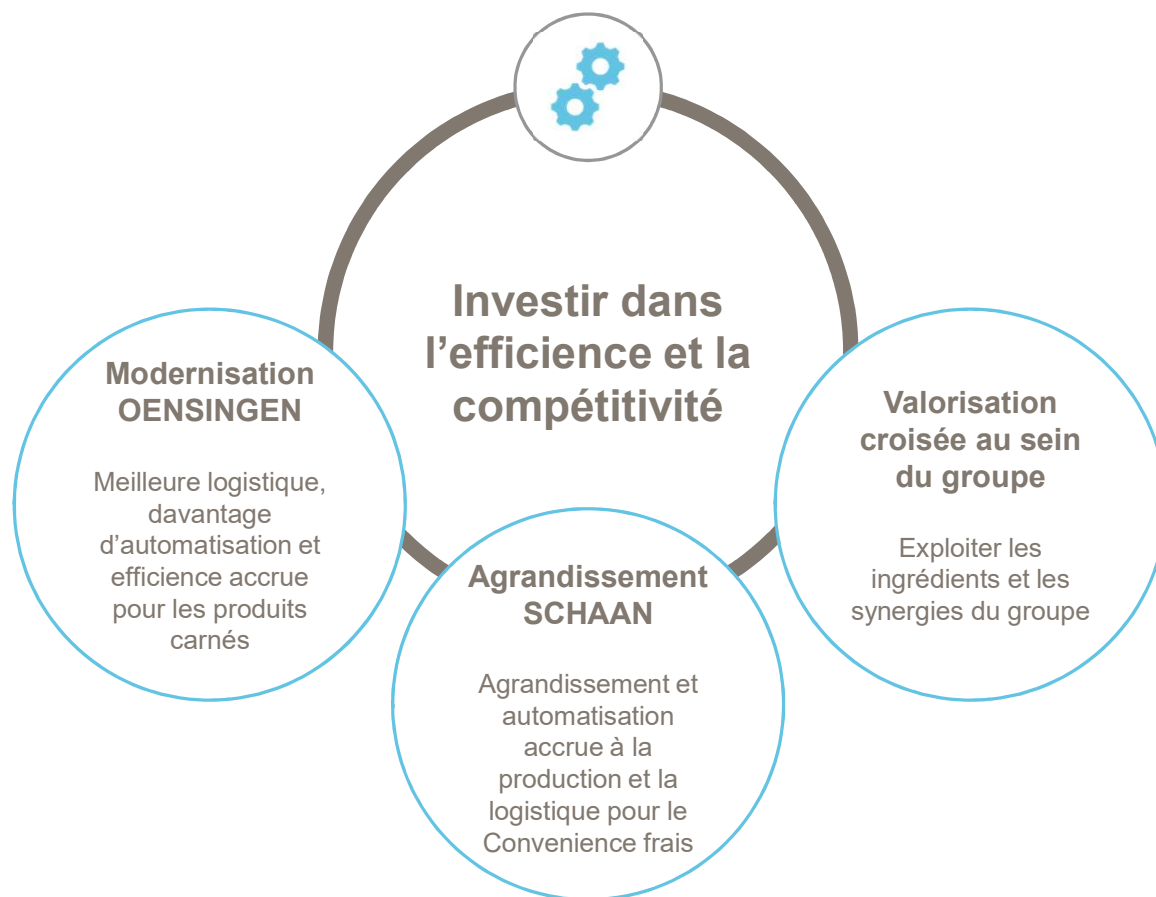 Investir dans
l’efficience et la
compétitivité
Modernisation
OENSINGEN
Meilleure logistique,
davantage
d’automatisation et
efficience accrue
pour les produits
carnés
Agrandissement
SCHAAN
Agrandissement et
automatisation
accrue à la
production et la
logistique pour le
Convenience frais
Valorisation
croisée au sein
du groupe
Exploiter les
ingrédients et les
synergies du groupe